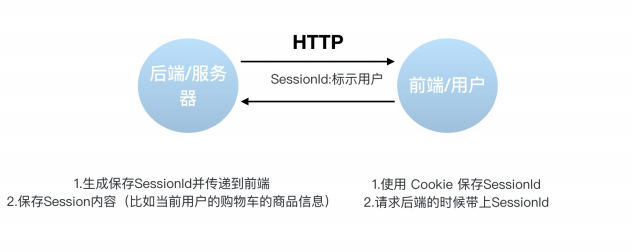 HTTP
后端/服务
器
SessionId:标示用户
前端/用户
1.生成保存SessionId并传递到前端
2.保存Session内容（比如当前用户的购物车的商品信息）
1.使用 Cookie 保存SessionId
2.请求后端的时候带上SessionId